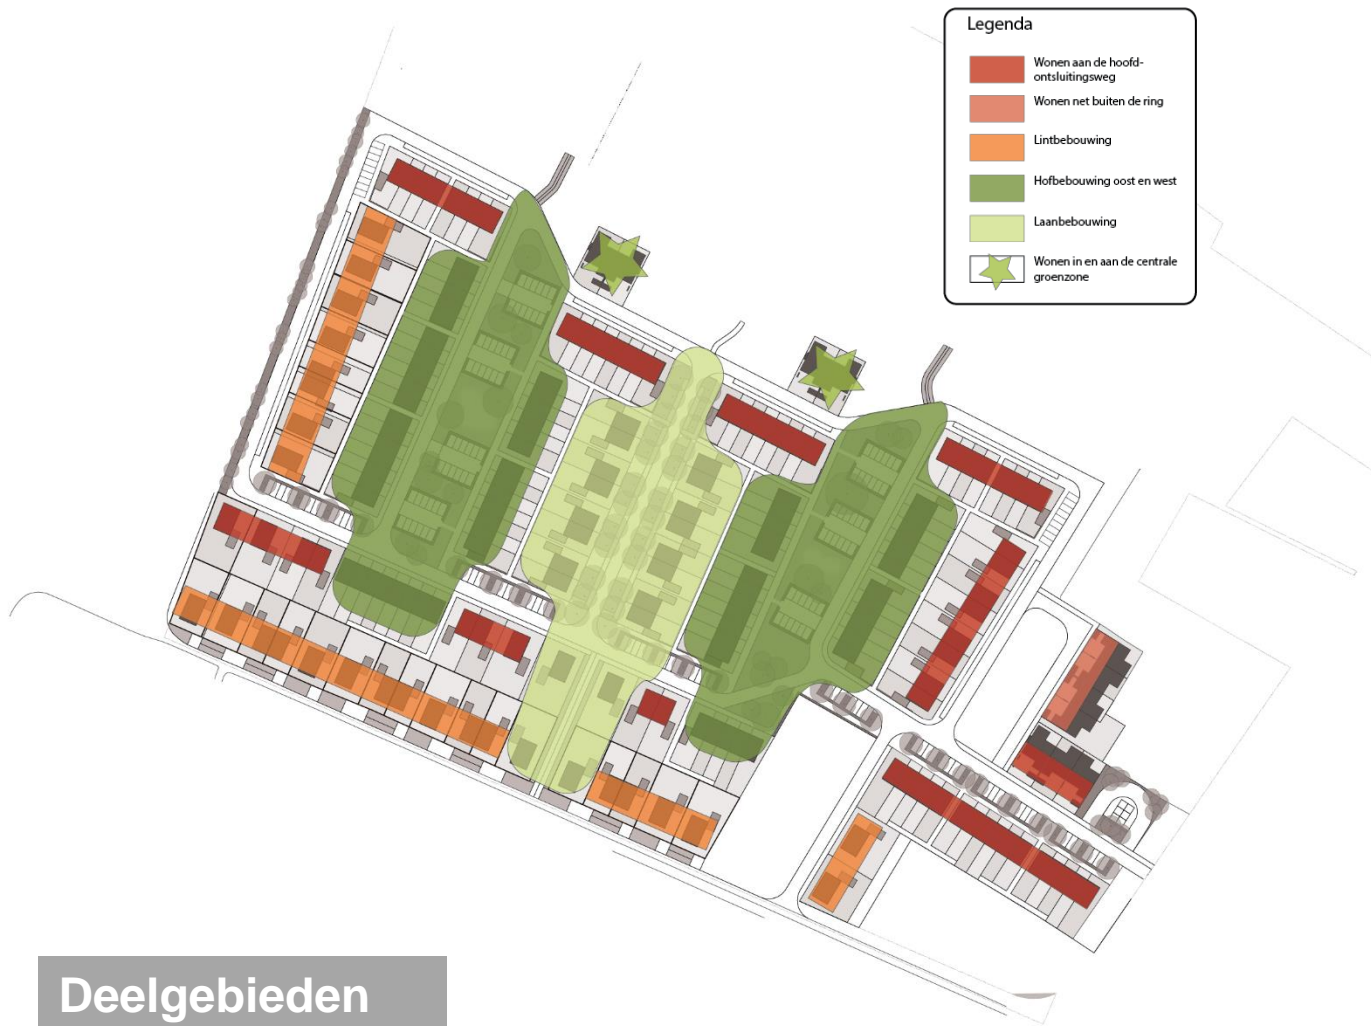 Legenda
Wonen aan de hoofd-
ontsluitingsweg
Wonen net buiten de ring
Lintbebouwing
Hofbebouwing oost en west
Laanbebouwing
Wonen in en aan de centrale
groenzone
Deelgebieden